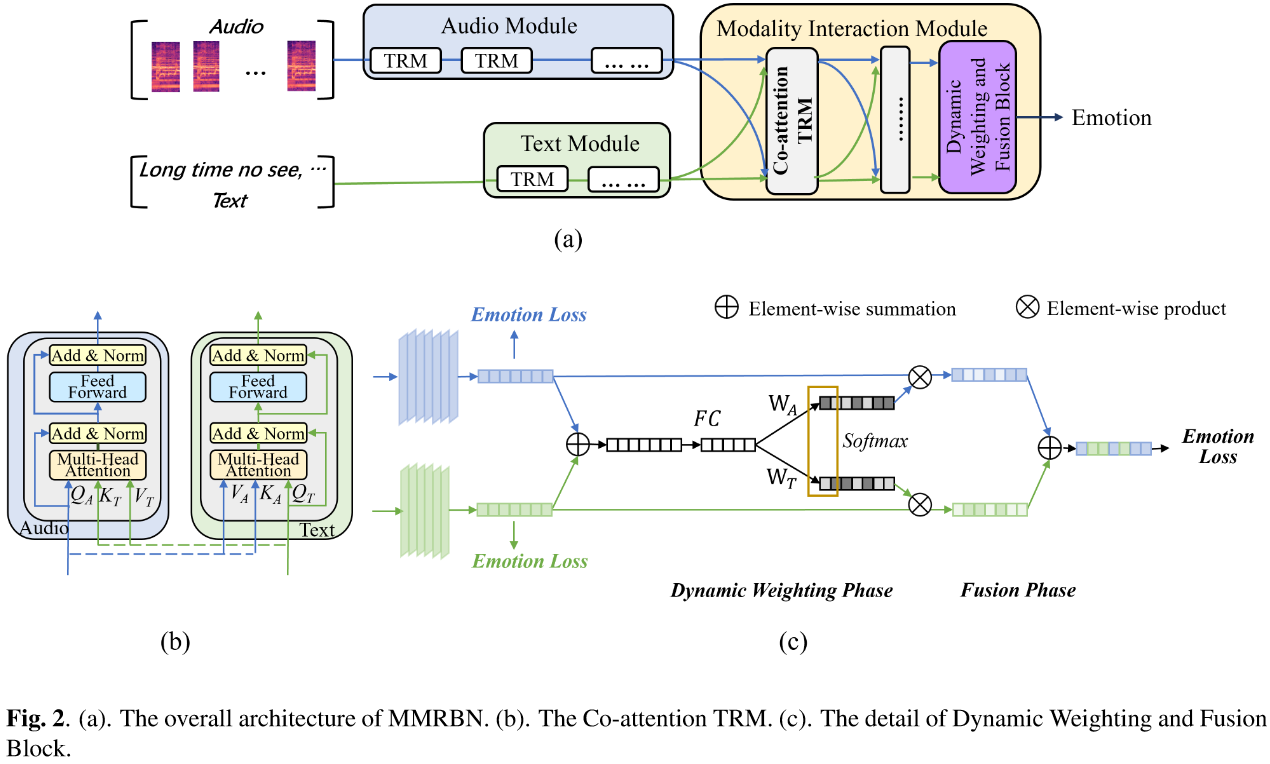 Audio
...
Audio Module
TRM
TRM
... ...
Long time no see, ...
Text
Text Module
TRM
... ...
Modality Interaction Module
Co-attention
TRM
.......
Dynamic
Weighting and
Fusion Block
Emotion
(a)
Add & Norm
Feed
Forward
Add & Norm
Multi-Head
Attention
Q_A K_T V_T
Audio
Add & Norm
Feed
Forward
Add & Norm
Multi-Head
Attention
V_A K_A Q_T
Text
(b)
Element-wise summation
Element-wise product
Emotion Loss
FC
W_A
Softmax
W_T
Emotion
Loss
Emotion Loss
Dynamic Weighting Phase
Fusion Phase
(c)
Fig. 2. (a). The overall architecture of MMRBN. (b). The Co-attention TRM. (c). The detail of Dynamic Weighting and Fusion
Block.